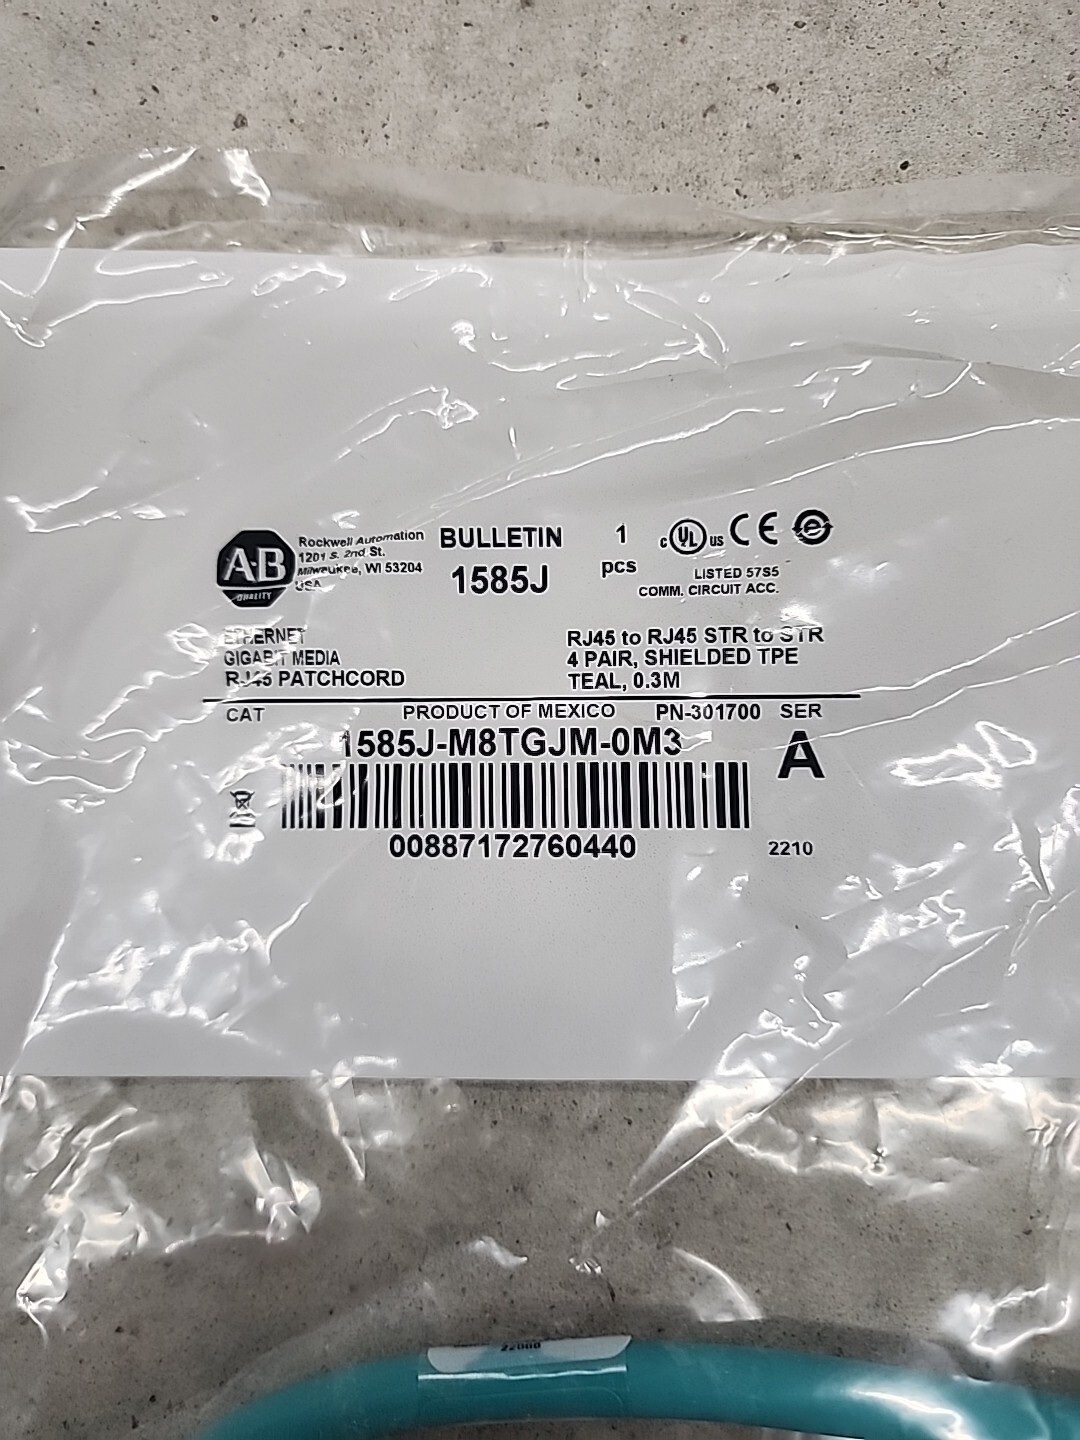 AB
QUALITY
Rockwell Automation
1201 S. 2nd St.
Milwaukee, WI 53204
USA
BULLETIN
1585J
1
pcs
c UL us CE
LISTED 57S5
COMM. CIRCUIT ACC.
ETHERNET
GIGABIT MEDIA
RJ45 PATCHCORD
RJ45 to RJ45 STR to STR
4 PAIR, SHIELDED TPE
TEAL, 0.3M
CAT PRODUCT OF MEXICO PN-301700 SER
1585J-M8TGJM-0M3
A
00887172760440
2210